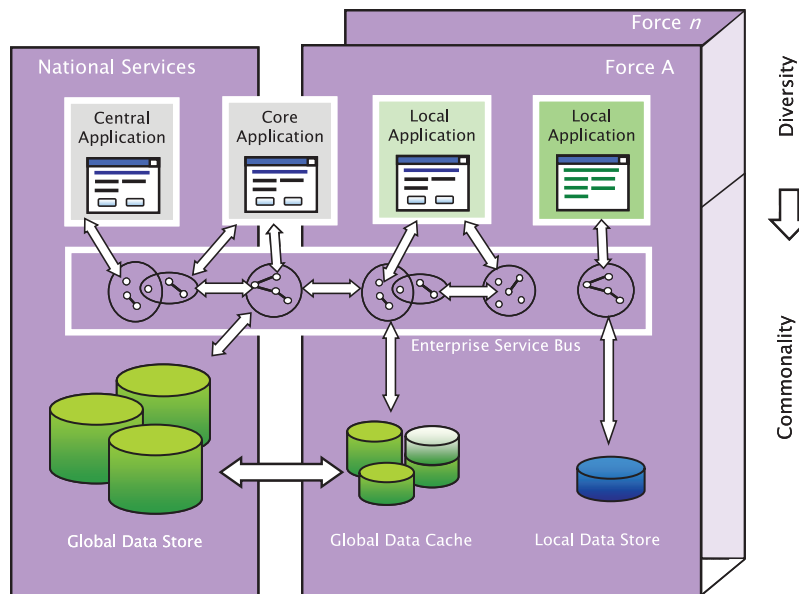 Force n
National Services
Force A
Central
Application
Core
Application
Local
Application
Local
Application
Diversity
Commonality
Enterprise Service Bus
Global Data Store
Global Data Cache
Local Data Store